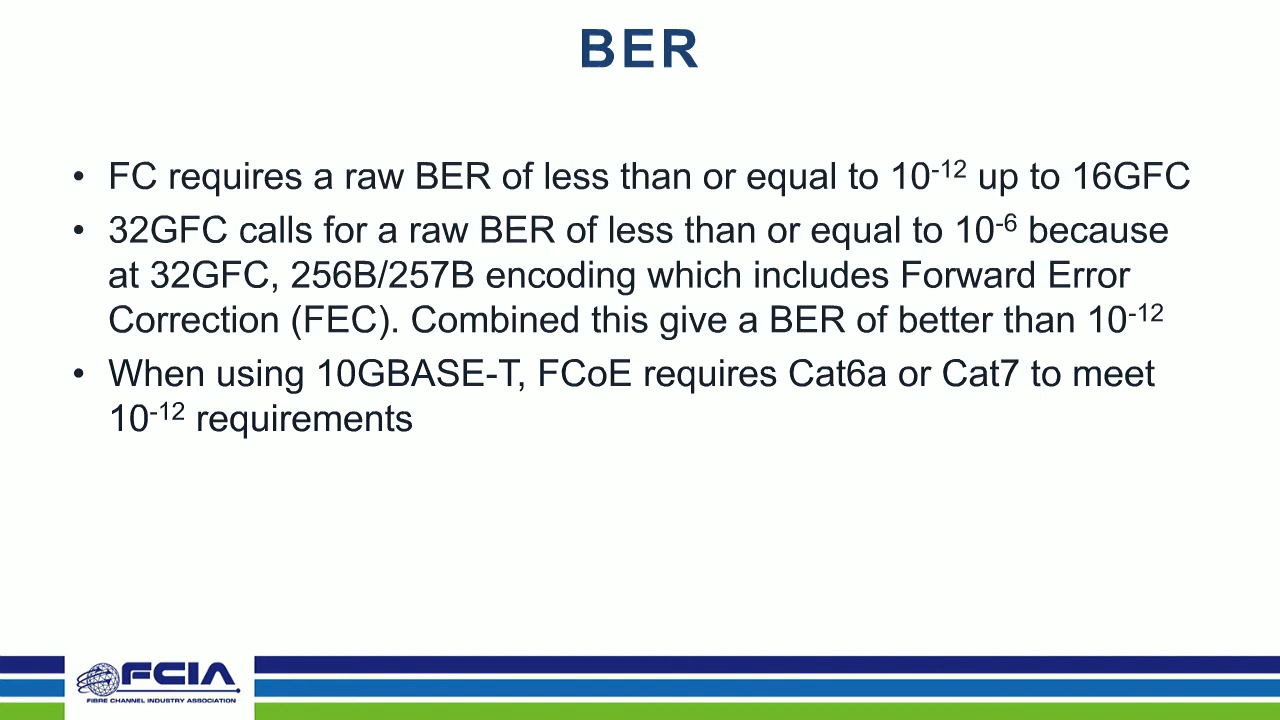 BER
• FC requires a raw BER of less than or equal to 10⁻¹² up to 16GFC
• 32GFC calls for a raw BER of less than or equal to 10⁻⁶ because
at 32GFC, 256B/257B encoding which includes Forward Error
Correction (FEC). Combined this give a BER of better than 10⁻¹²
• When using 10GBASE-T, FCoE requires Cat6a or Cat7 to meet
10⁻¹² requirements
FCIA
FIBRE CHANNEL INDUSTRY ASSOCIATION